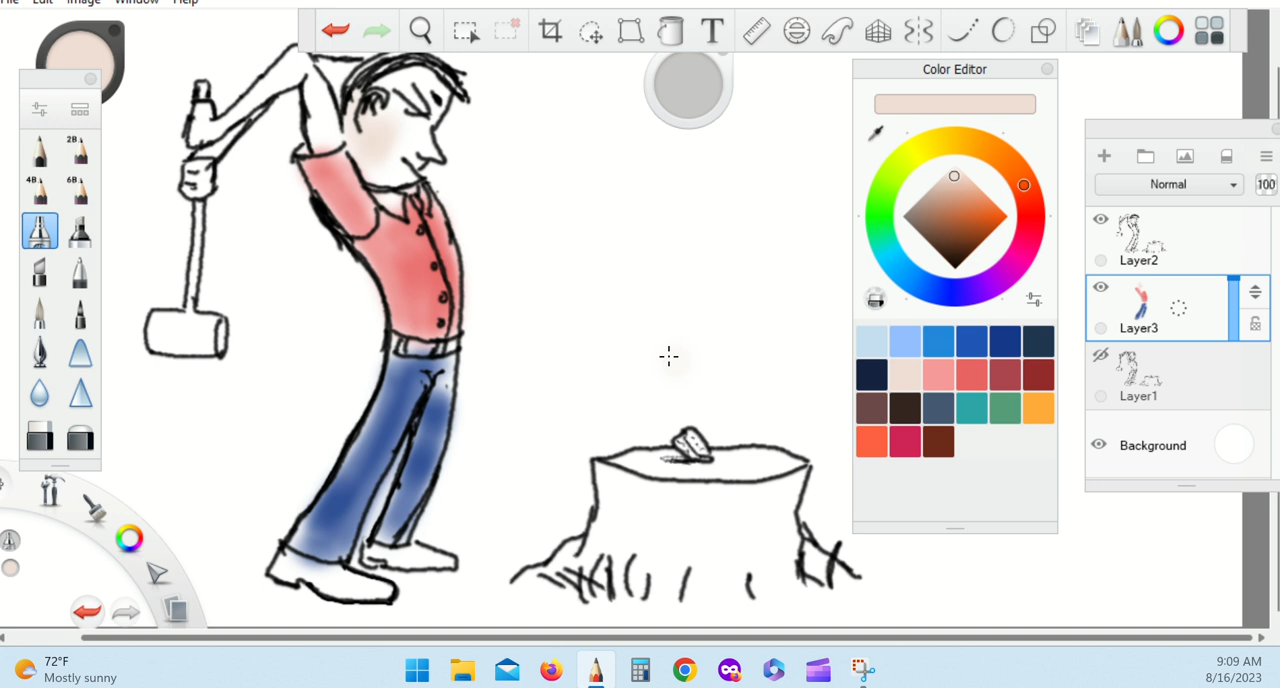 File Edit Image Window Help
T
Color Editor
2B
4B
6B
Normal
100
Layer2
Layer3
Layer1
Background
72°F
Mostly sunny
9:09 AM
8/16/2023